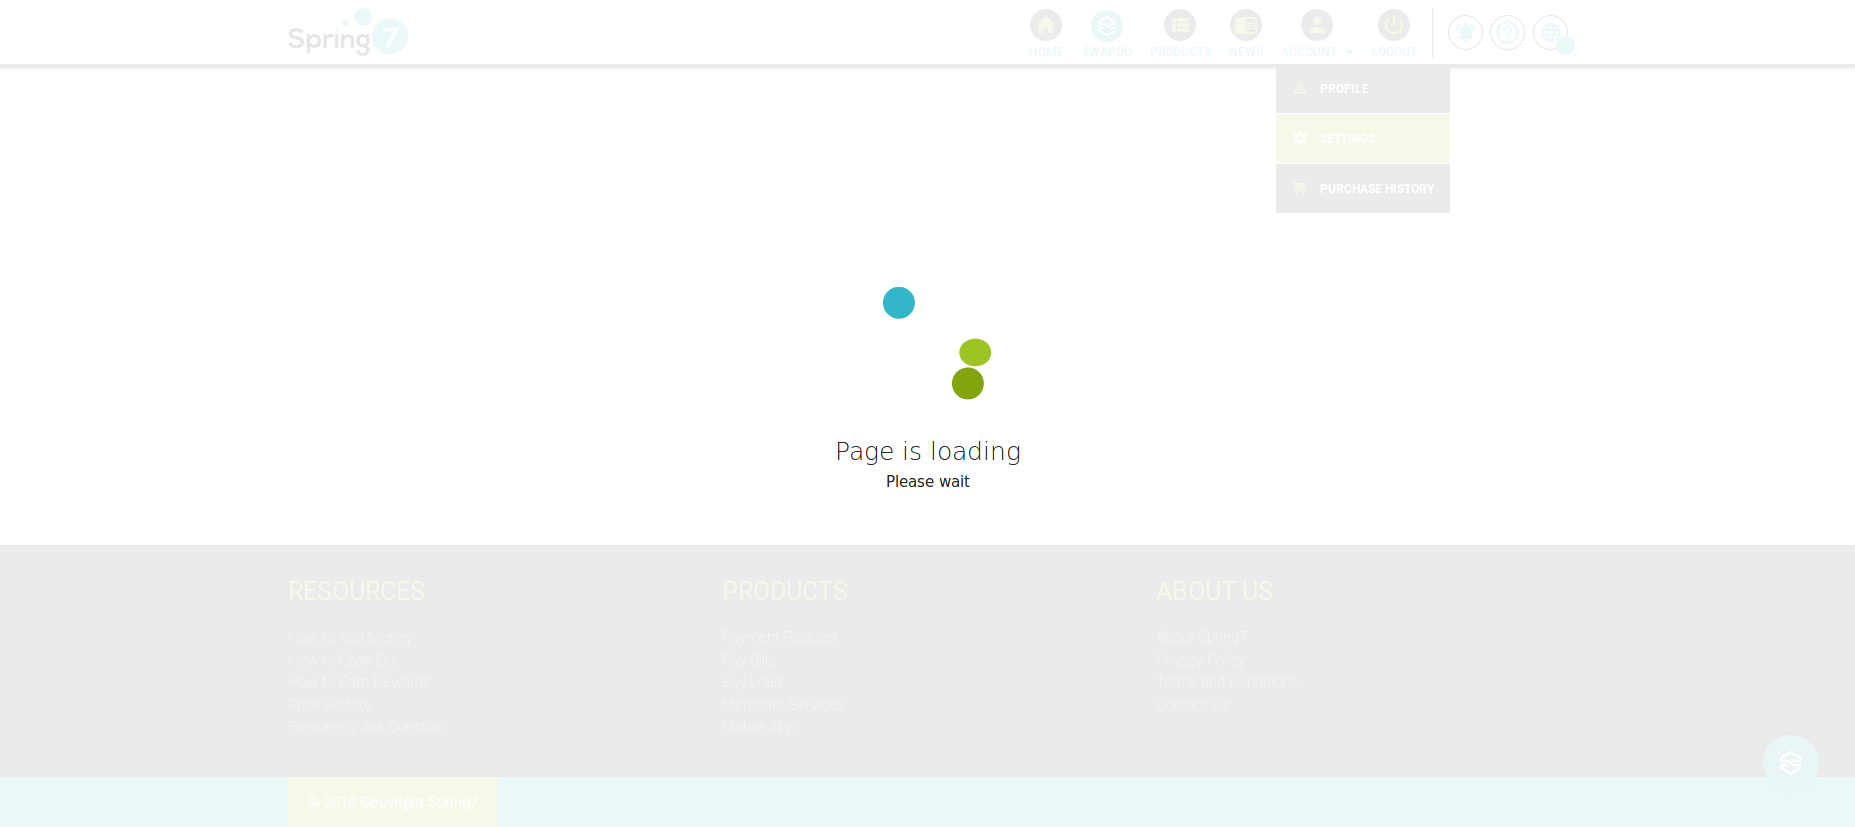 Spring7
HOME
SWAPOO
PRODUCTS
NEWS
ACCOUNT
LOGOUT
PROFILE
SETTINGS
PURCHASE HISTORY
Page is loading
Please wait
RESOURCES
How to Add Money
How to Cash Out
How to Earn Rewards
Price History
Frequently Ask Question
PRODUCTS
Payment Request
Pay Bills
Buy Load
Merchant Services
Mobile App
ABOUT US
About Spring7
Privacy Policy
Terms and Conditions
Contact Us
© 2018 Copyright Spring7